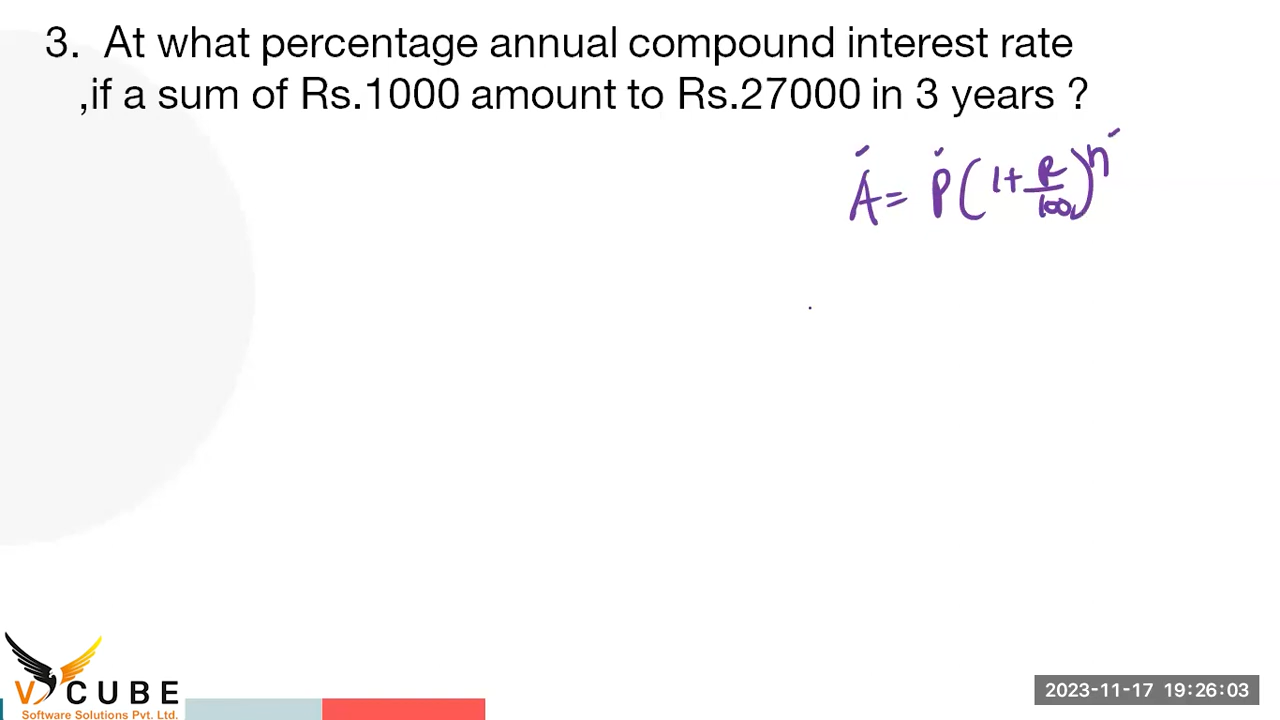 3. At what percentage annual compound interest rate
,if a sum of Rs.1000 amount to Rs.27000 in 3 years ?
A = P(1+R/100)^n
V CUBE
Software Solutions Pvt. Ltd.
2023-11-17 19:26:03